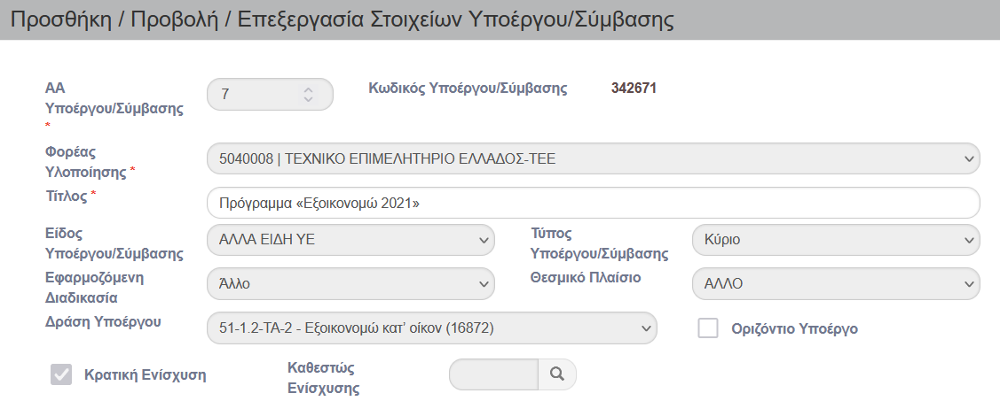 Προσθήκη / Προβολή / Επεξεργασία Στοιχείων Υποέργου/Σύμβασης
ΑΑ Υποέργου/Σύμβασης * 7 Κωδικός Υποέργου/Σύμβασης 342671
Φορέας Υλοποίησης * 5040008 | ΤΕΧΝΙΚΟ ΕΠΙΜΕΛΗΤΗΡΙΟ ΕΛΛΑΔΟΣ-ΤΕΕ
Τίτλος * Πρόγραμμα «Εξοικονομώ 2021»
Είδος Υποέργου/Σύμβασης ΑΛΛΑ ΕΙΔΗ ΥΕ Τύπος Υποέργου/Σύμβασης Κύριο
Εφαρμοζόμενη Διαδικασία Άλλο Θεσμικό Πλαίσιο ΑΛΛΟ
Δράση Υποέργου 51-1.2-ΤΑ-2 - Εξοικονομώ κατ’ οίκον (16872) Οριζόντιο Υποέργο
Κρατική Ενίσχυση Καθεστώς Ενίσχυσης